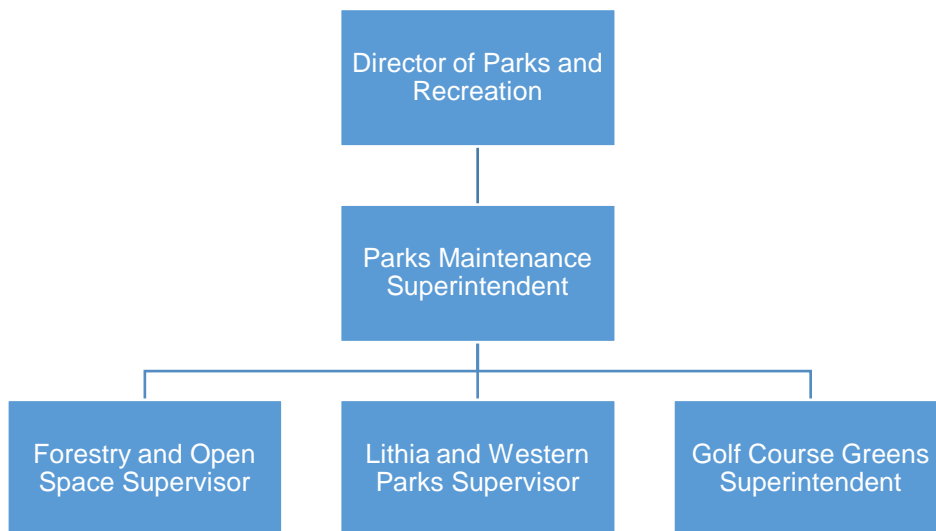 Director of Parks and
Recreation
Parks Maintenance
Superintendent
Forestry and Open
Space Supervisor
Lithia and Western
Parks Supervisor
Golf Course Greens
Superintendent